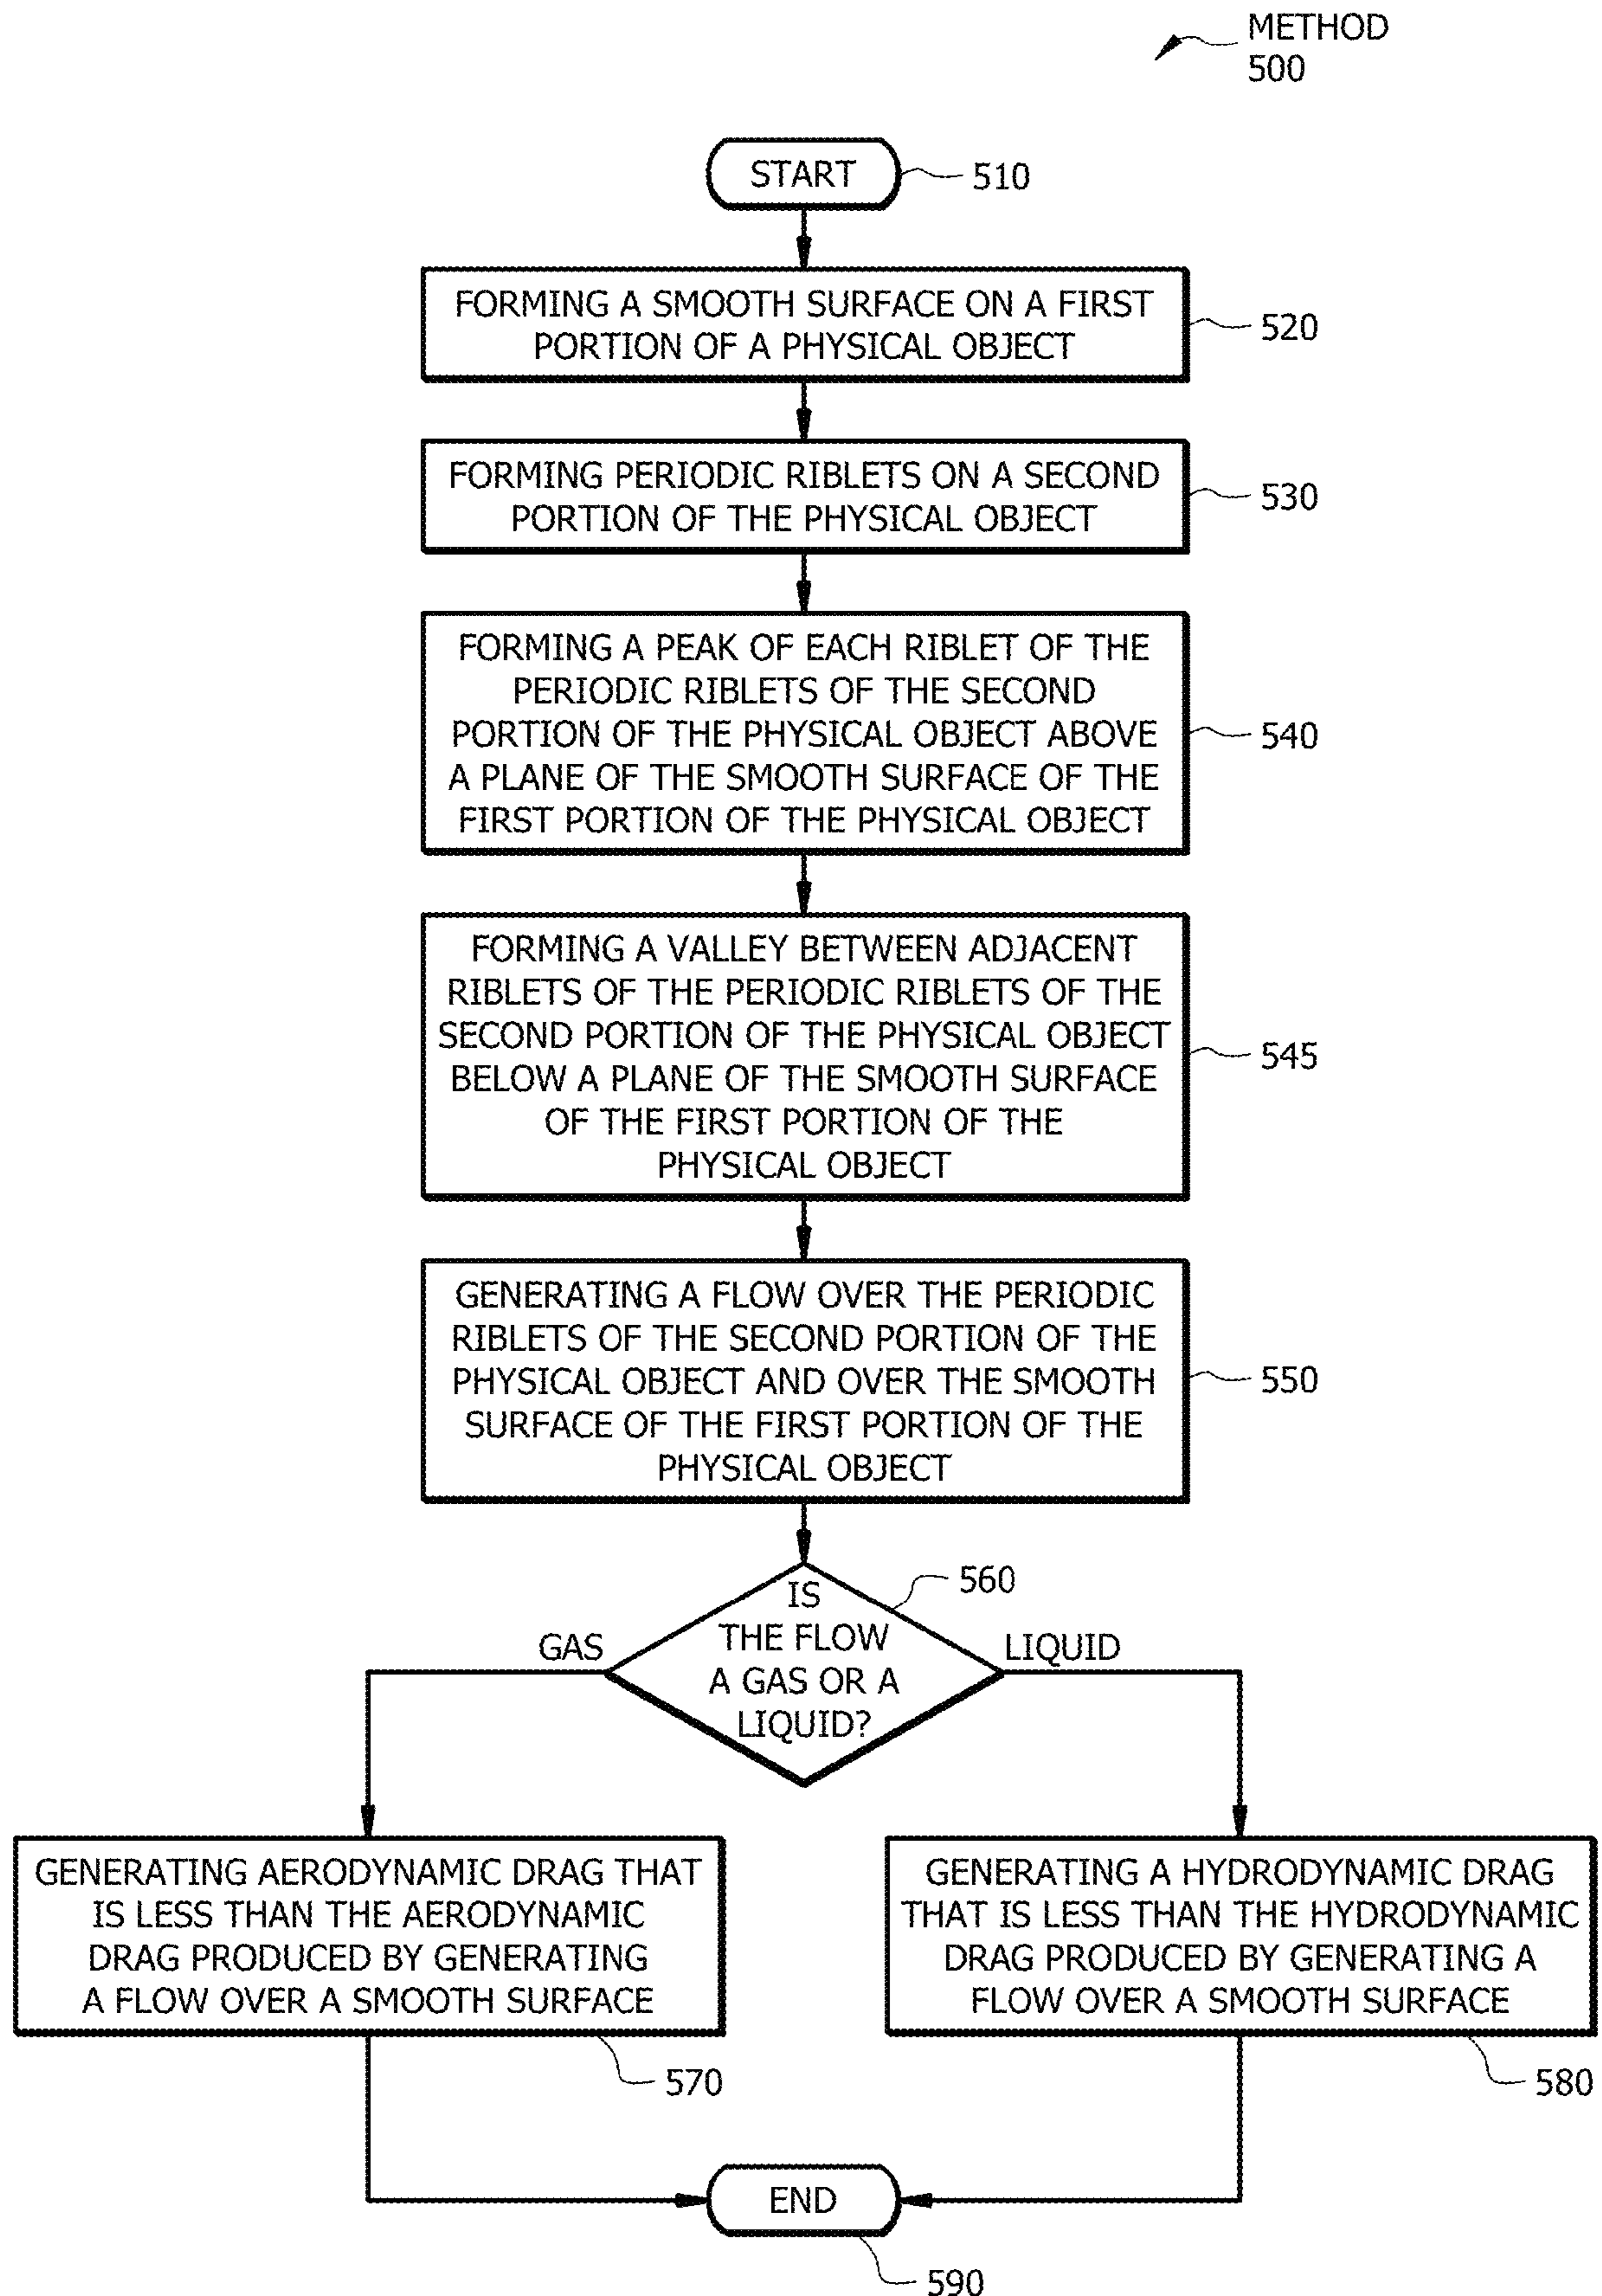 METHOD
500
START
510
FORMING A SMOOTH SURFACE ON A FIRST
PORTION OF A PHYSICAL OBJECT
520
FORMING PERIODIC RIBLETS ON A SECOND
PORTION OF THE PHYSICAL OBJECT
530
FORMING A PEAK OF EACH RIBLET OF THE
PERIODIC RIBLETS OF THE SECOND
PORTION OF THE PHYSICAL OBJECT ABOVE
A PLANE OF THE SMOOTH SURFACE OF THE
FIRST PORTION OF THE PHYSICAL OBJECT
540
FORMING A VALLEY BETWEEN ADJACENT
RIBLETS OF THE PERIODIC RIBLETS OF THE
SECOND PORTION OF THE PHYSICAL OBJECT
BELOW A PLANE OF THE SMOOTH SURFACE
OF THE FIRST PORTION OF THE
PHYSICAL OBJECT
545
GENERATING A FLOW OVER THE PERIODIC
RIBLETS OF THE SECOND PORTION OF THE
PHYSICAL OBJECT AND OVER THE SMOOTH
SURFACE OF THE FIRST PORTION OF THE
PHYSICAL OBJECT
550
IS
THE FLOW
A GAS OR A
LIQUID?
560
GAS
LIQUID
GENERATING AERODYNAMIC DRAG THAT
IS LESS THAN THE AERODYNAMIC
DRAG PRODUCED BY GENERATING
A FLOW OVER A SMOOTH SURFACE
570
GENERATING A HYDRODYNAMIC DRAG
THAT IS LESS THAN THE HYDRODYNAMIC
DRAG PRODUCED BY GENERATING A
FLOW OVER A SMOOTH SURFACE
580
END
590